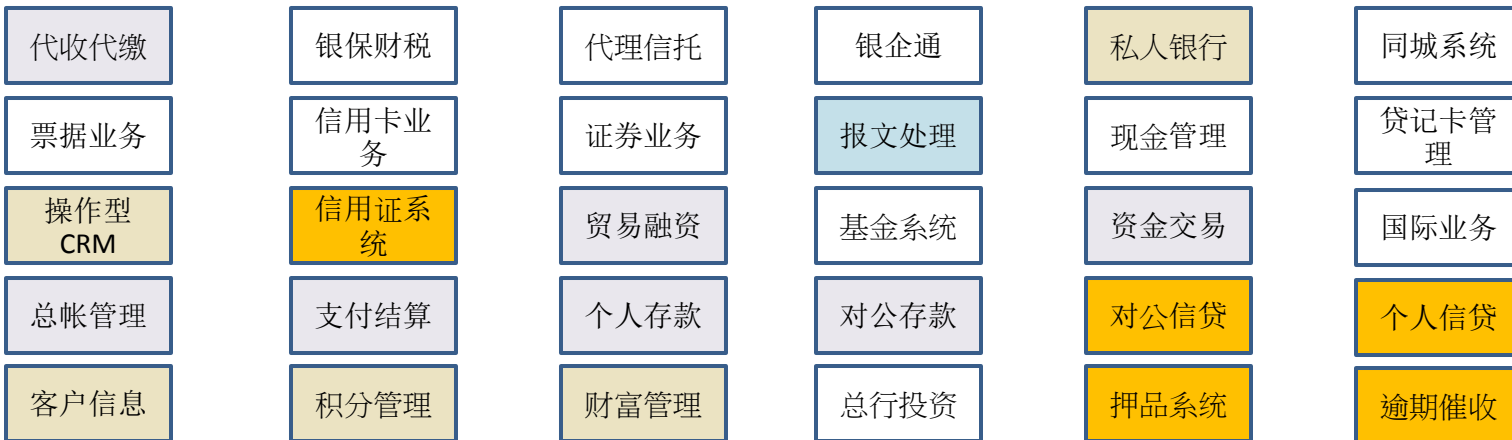 代收代缴
银保财税
代理信托
银企通
私人银行
同城系统
票据业务
信用卡业
务
证券业务
报文处理
现金管理
贷记卡管
理
操作型
CRM
信用证系
统
贸易融资
基金系统
资金交易
国际业务
总帐管理
支付结算
个人存款
对公存款
对公信贷
个人信贷
客户信息
积分管理
财富管理
总行投资
押品系统
逾期催收